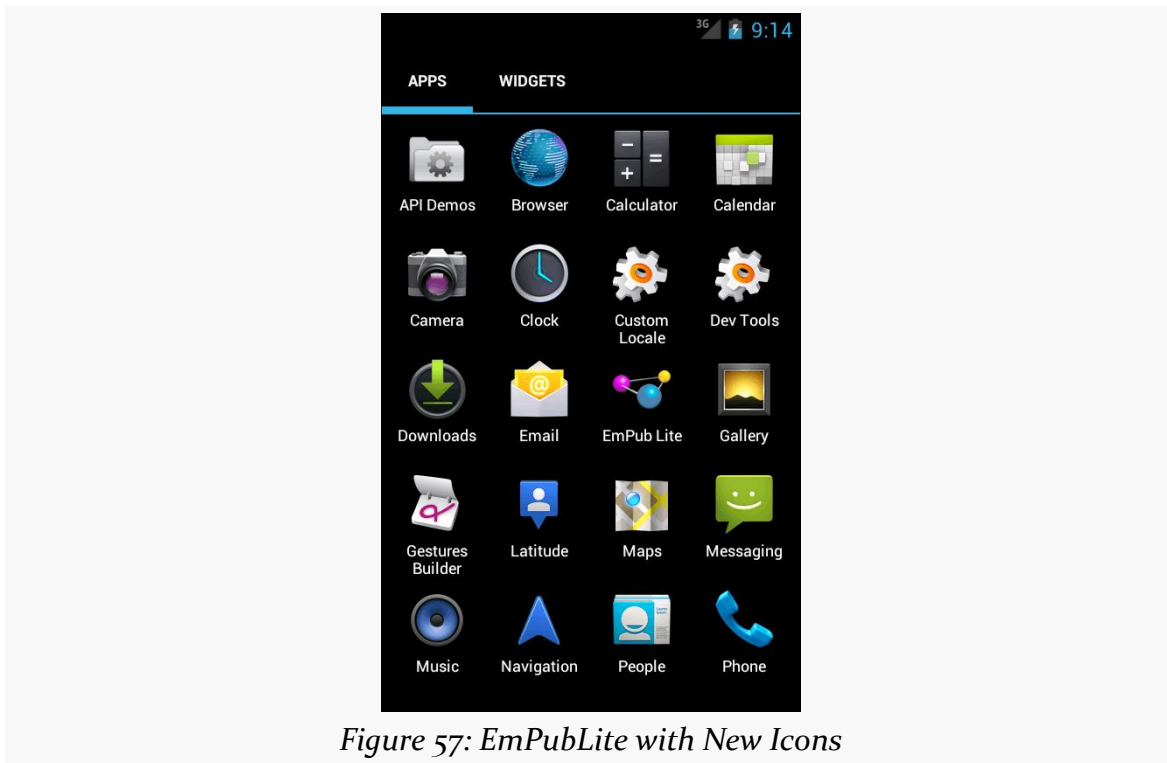 3G 9:14
APPS WIDGETS
API Demos Browser Calculator Calendar
Camera Clock Custom Locale Dev Tools
Downloads Email EmPub Lite Gallery
Gestures Builder Latitude Maps Messaging
Music Navigation People Phone
Figure 57: EmPubLite with New Icons